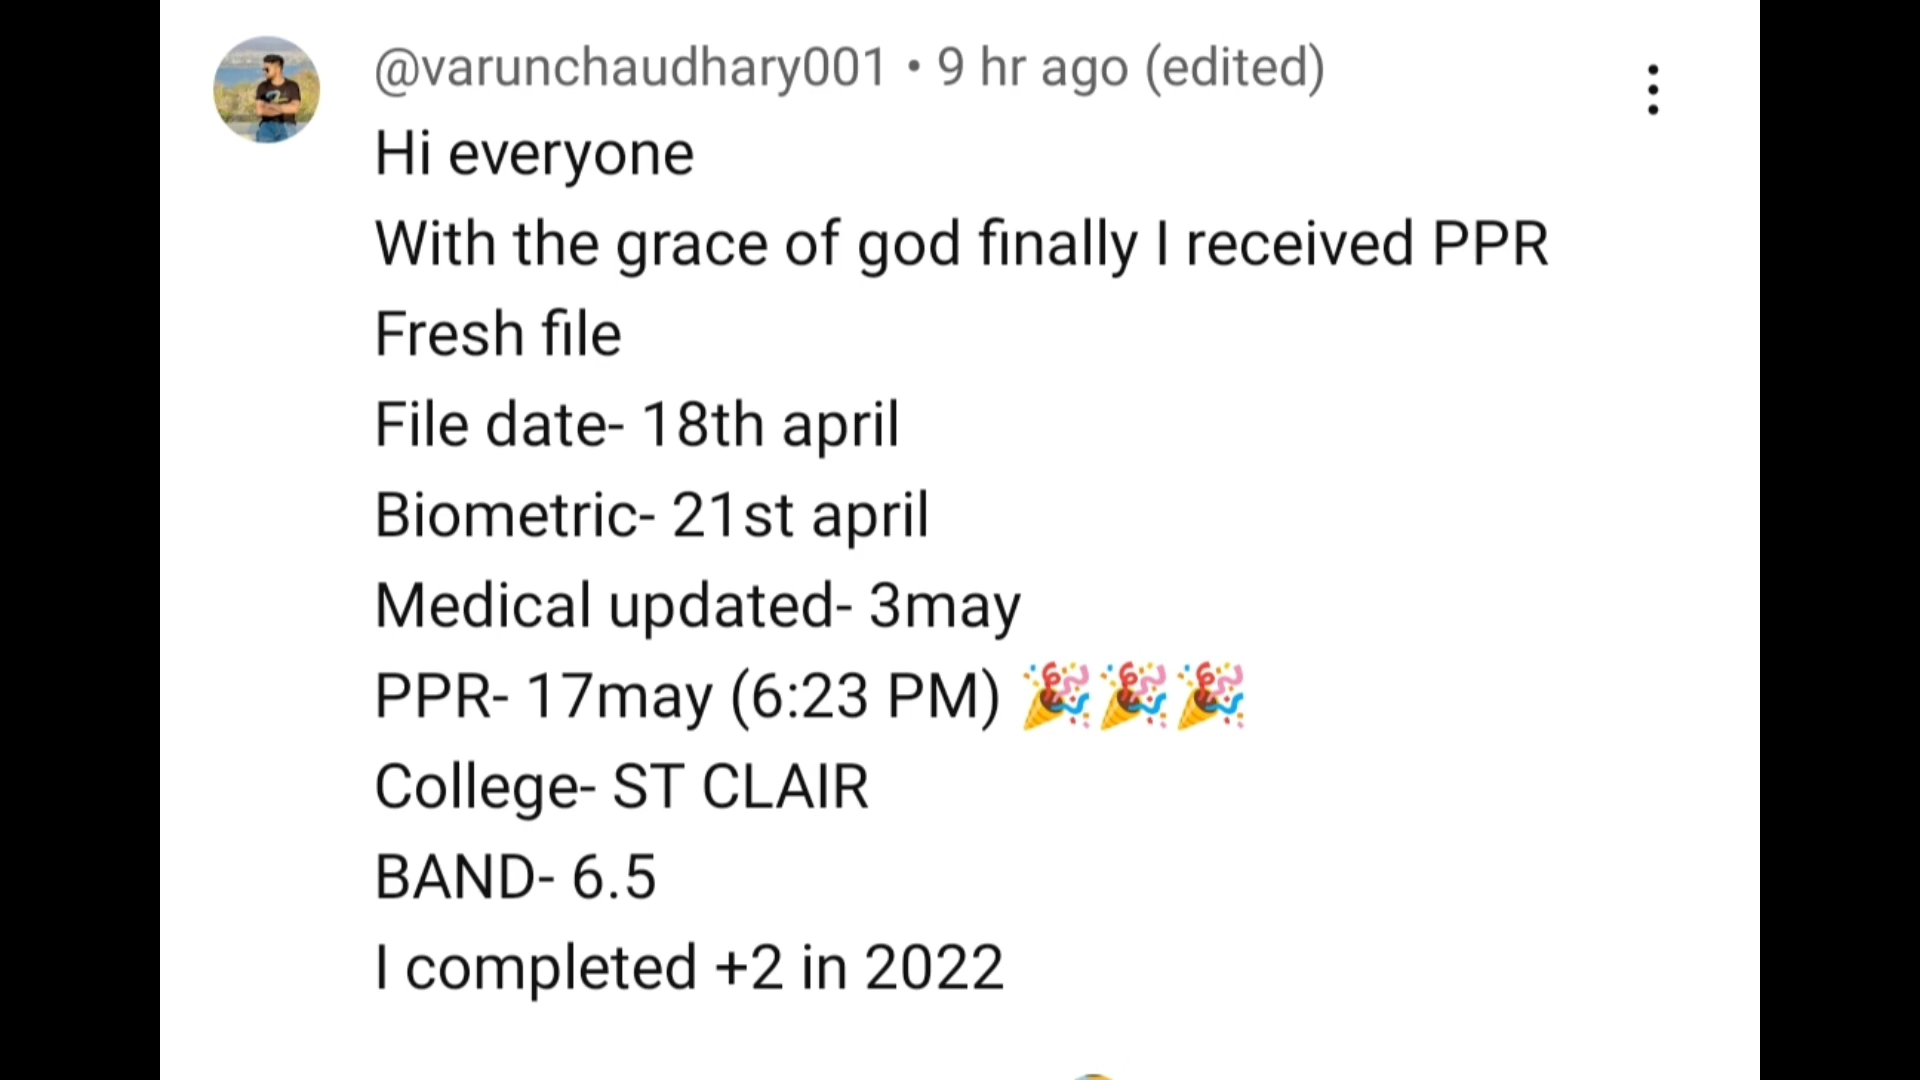 @varunchaudhary001 • 9 hr ago (edited)
Hi everyone
With the grace of god finally I received PPR
Fresh file
File date- 18th april
Biometric- 21st april
Medical updated- 3may
PPR- 17may (6:23 PM) 🎉🎉🎉
College- ST CLAIR
BAND- 6.5
I completed +2 in 2022